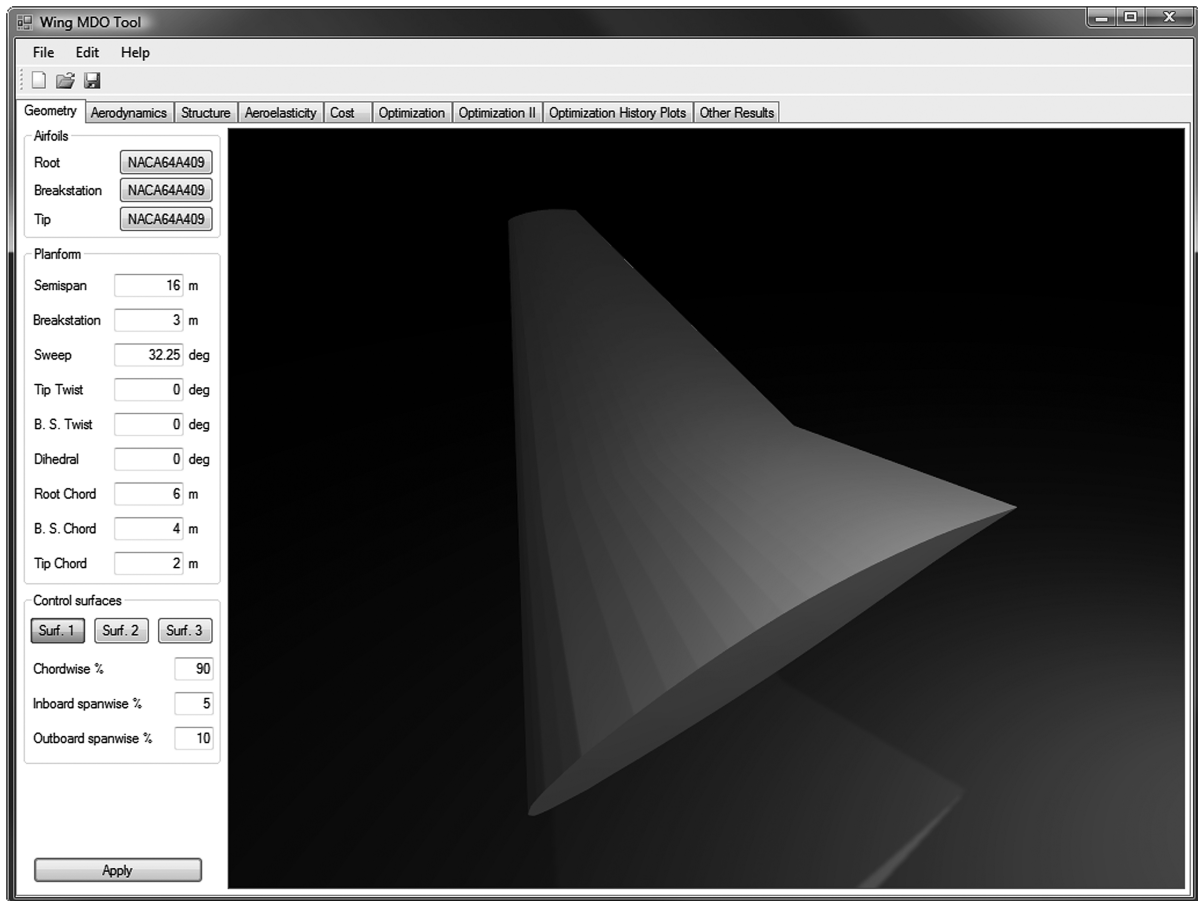 Wing MDO Tool
File Edit Help
Geometry Aerodynamics Structure Aeroelasticity Cost Optimization Optimization II Optimization History Plots Other Results
Airfoils
Root NACA64A409
Breakstation NACA64A409
Tip NACA64A409
Planform
Semispan 16 m
Breakstation 3 m
Sweep 32.25 deg
Tip Twist 0 deg
B. S. Twist 0 deg
Dihedral 0 deg
Root Chord 6 m
B. S. Chord 4 m
Tip Chord 2 m
Control surfaces
Surf. 1 Surf. 2 Surf. 3
Chordwise % 90
Inboard spanwise % 5
Outboard spanwise % 10
Apply